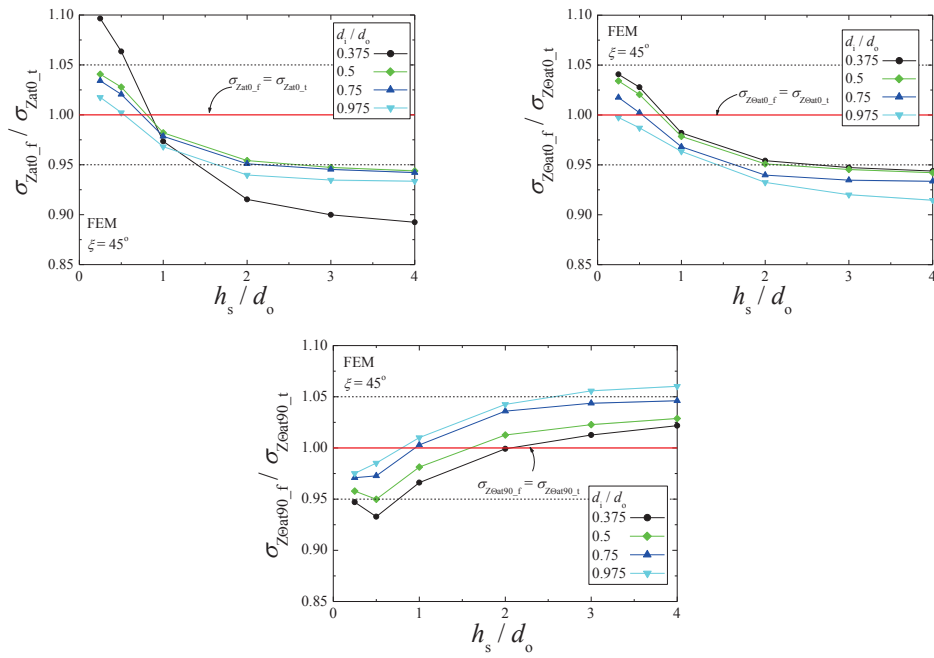 σZat0_f / σZat0_t
1.10
1.05
1.00
0.95
0.90
0.85
0
1
2
3
4
hs / do
di / do
0.375
0.5
0.75
0.975
σZat0_f = σZat0_t
FEM
ξ = 45°
σZΘat0_f / σZΘat0_t
1.10
1.05
1.00
0.95
0.90
0.85
0
1
2
3
4
hs / do
FEM
ξ = 45°
di / do
0.375
0.5
0.75
0.975
σZΘat0_f = σZΘat0_t
σZΘat90_f / σZΘat90_t
1.10
1.05
1.00
0.95
0.90
0.85
0
1
2
3
4
hs / do
FEM
ξ = 45°
σZΘat90_f = σZΘat90_t
di / do
0.375
0.5
0.75
0.975